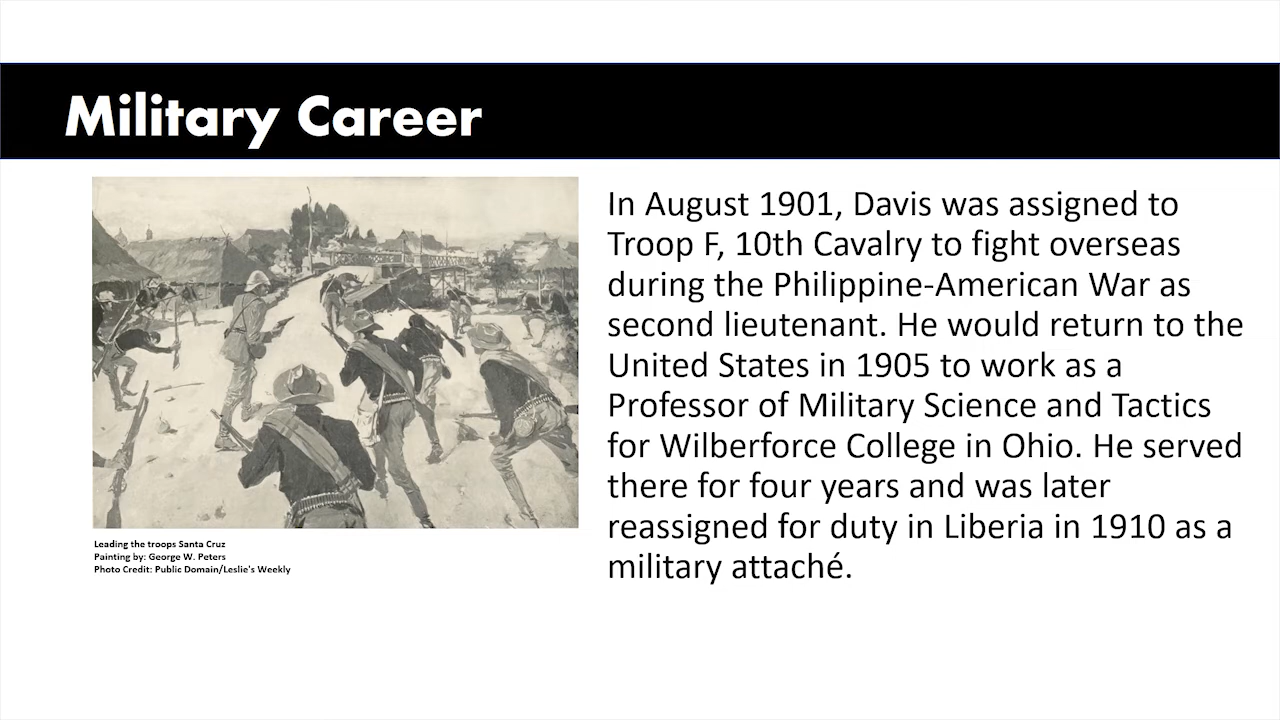 Military Career
In August 1901, Davis was assigned to
Troop F, 10th Cavalry to fight overseas
during the Philippine-American War as
second lieutenant. He would return to the
United States in 1905 to work as a
Professor of Military Science and Tactics
for Wilberforce College in Ohio. He served
there for four years and was later
reassigned for duty in Liberia in 1910 as a
military attaché.
Leading the troops Santa Cruz
Painting by: George W. Peters
Photo Credit: Public Domain/Leslie's Weekly